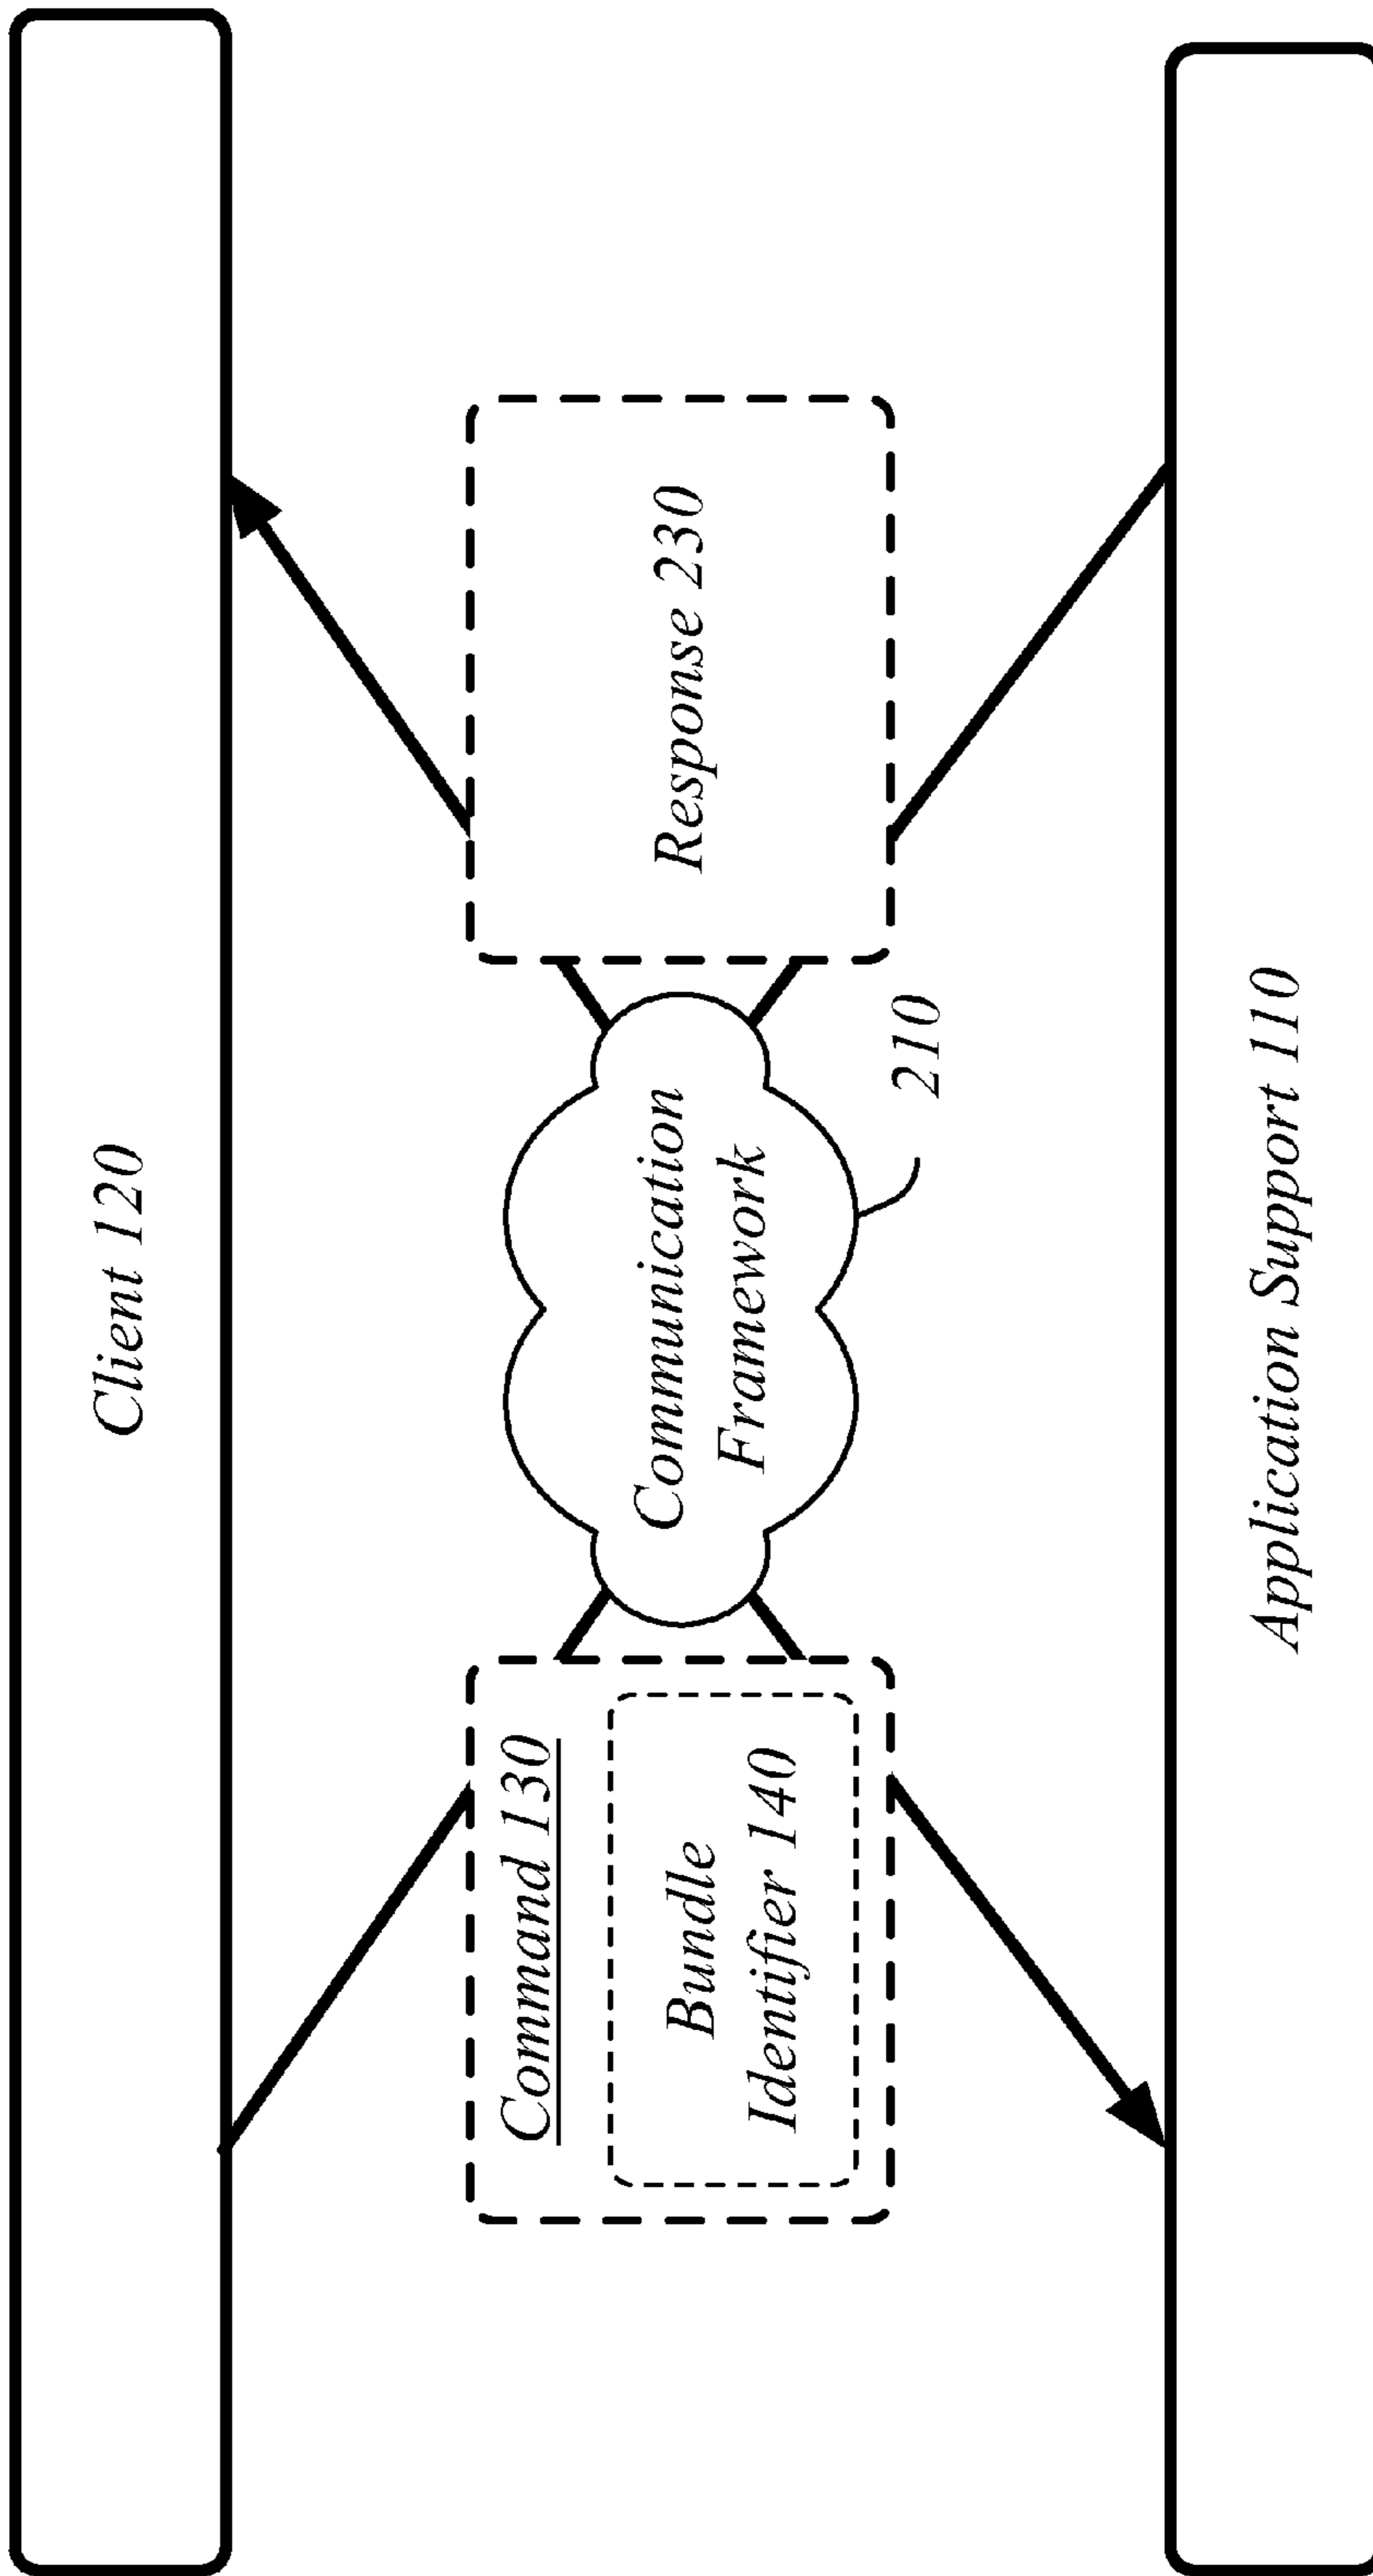 Client 120
Command 130
Bundle
Identifier 140
Communication
Framework
210
Response 230
Application Support 110